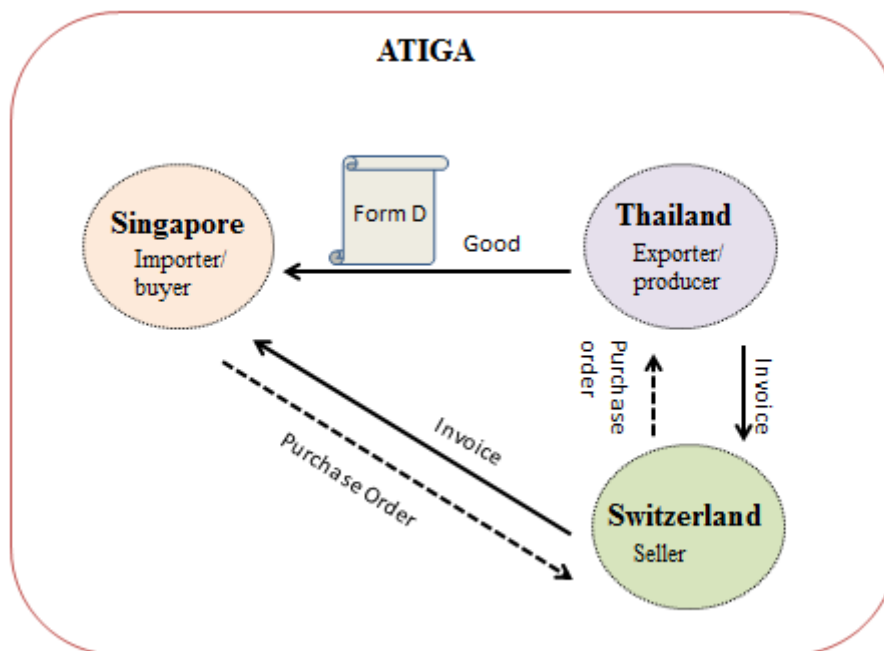 ATIGA
Singapore
Importer/
buyer
Form D
Good
Thailand
Exporter/
producer
Purchase
order
Invoice
Invoice
Purchase Order
Switzerland
Seller